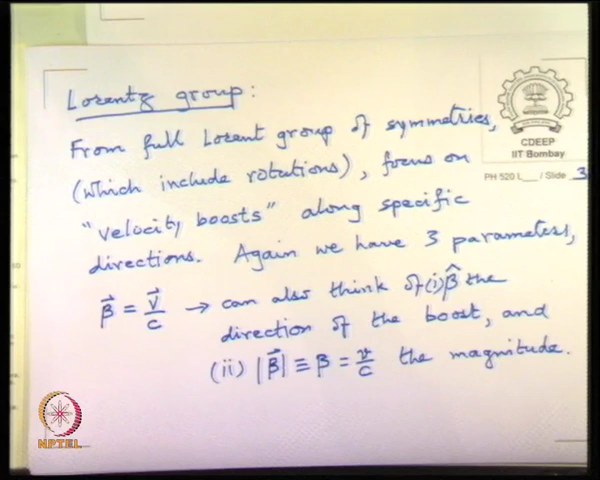 Lorentz group:
From full Lorent group of symmetries,
(which include rotations), focus on
"velocity boosts" along specific
directions. Again we have 3 parameters,
β⃗ = v⃗/c → can also think of (i) β̂ the
direction of the boost, and
(ii) |β⃗| ≡ β = v/c the magnitude.
CDEEP
IIT Bombay
PH 520 L___ / Slide 3
NPTEL